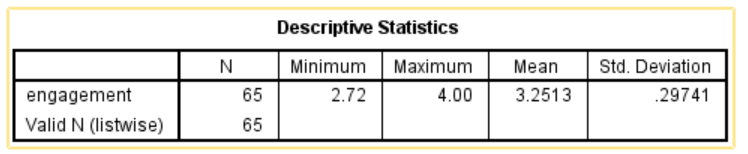 Descriptive Statistics
N Minimum Maximum Mean Std. Deviation
engagement 65 2.72 4.00 3.2513 .29741
Valid N (listwise) 65